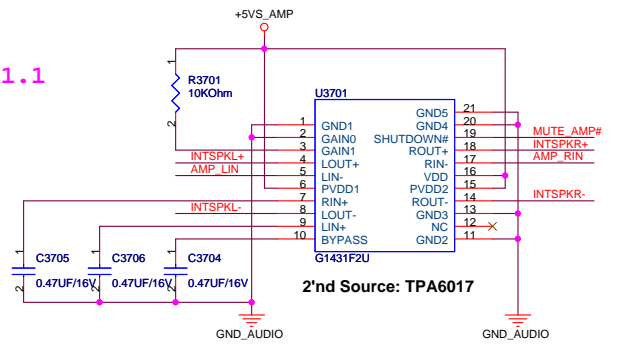 +5VS_AMP
1.1
1
R3701
10KOhm
2
U3701
1 GND1
2 GAIN0
3 GAIN1
4 LOUT+
5 LIN-
6 PVDD1
7 RIN+
8 LOUT-
9 LIN+
10 BYPASS
GND5 21
GND4 20
SHUTDOWN# 19
ROUT+ 18
RIN- 17
VDD 16
PVDD2 15
ROUT- 14
GND3 13
NC 12
GND2 11
INTSPKL+
AMP_LIN
INTSPKL-
MUTE_AMP#
INTSPKR+
AMP_RIN
INTSPKR-
G1431F2U
1
C3705
0.47UF/16V
2
1
C3706
0.47UF/16V
2
1
C3704
0.47UF/16V
2
2'nd Source: TPA6017
GND_AUDIO
GND_AUDIO